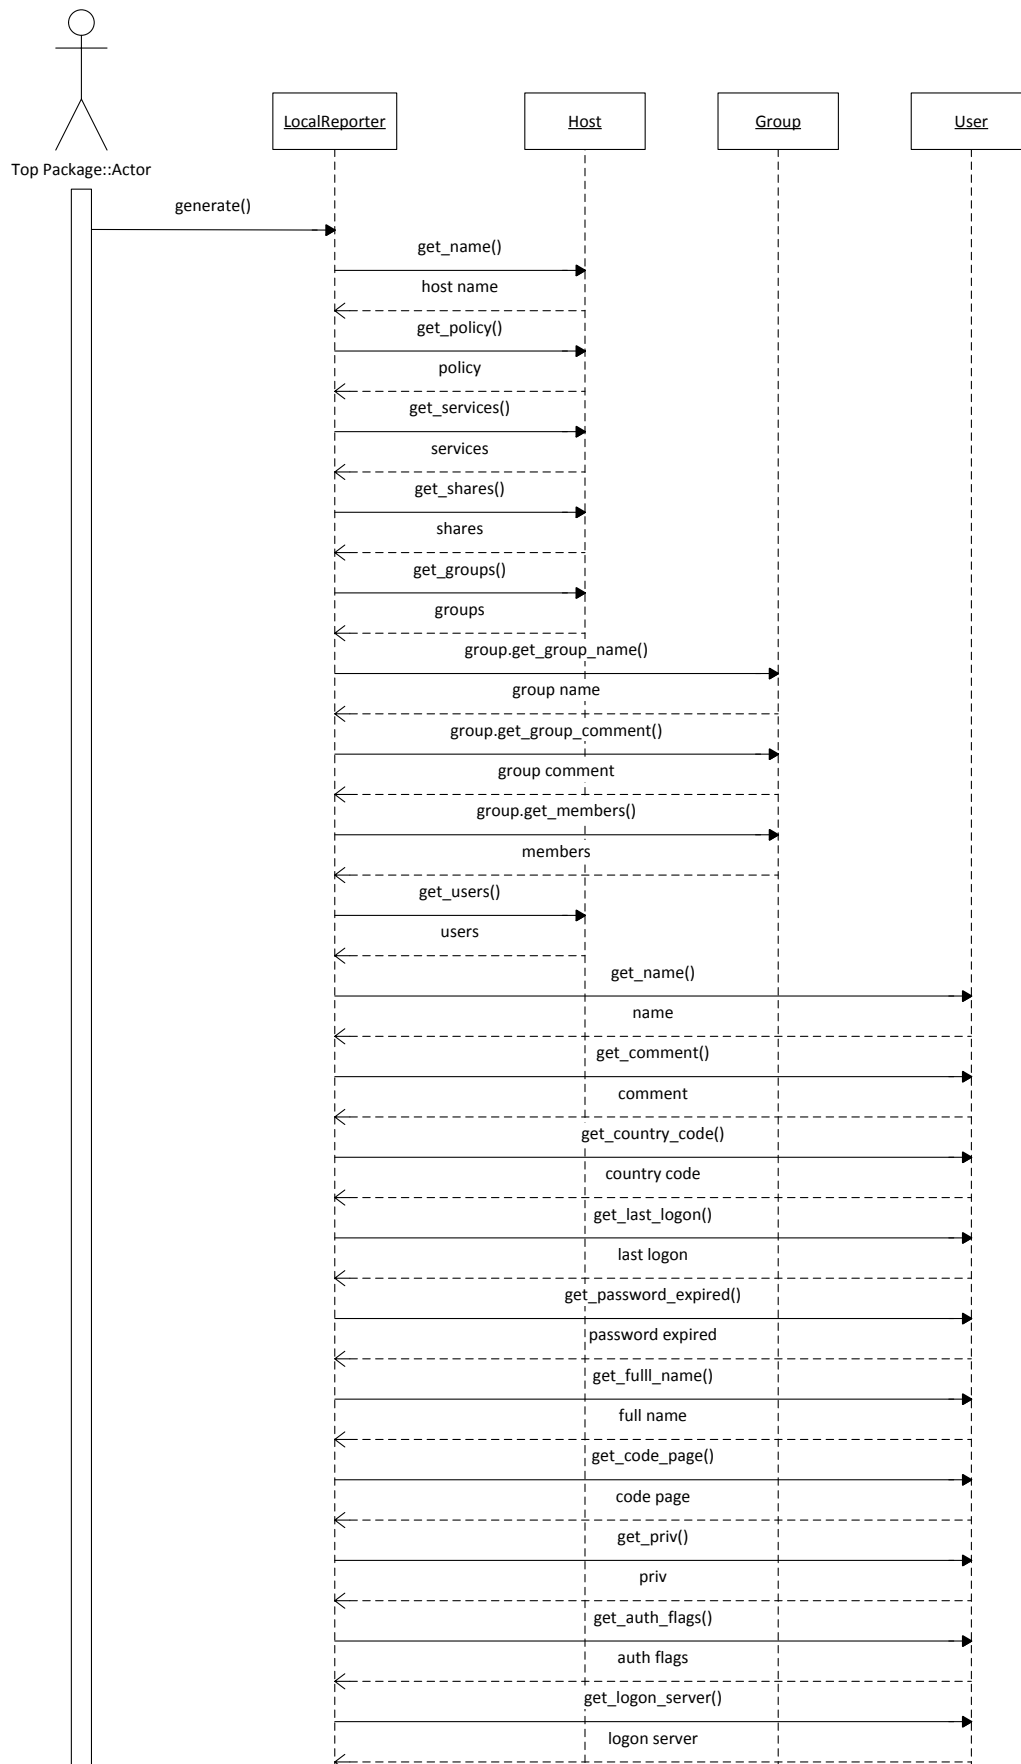 LocalReporter
Host
Group
User
Top Package::Actor
generate()
get_name()
host name
get_policy()
policy
get_services()
services
get_shares()
shares
get_groups()
groups
group.get_group_name()
group name
group.get_group_comment()
group comment
group.get_members()
members
get_users()
users
get_name()
name
get_comment()
comment
get_country_code()
country code
get_last_logon()
last logon
get_password_expired()
password expired
get_fulll_name()
full name
get_code_page()
code page
get_priv()
priv
get_auth_flags()
auth flags
get_logon_server()
logon server